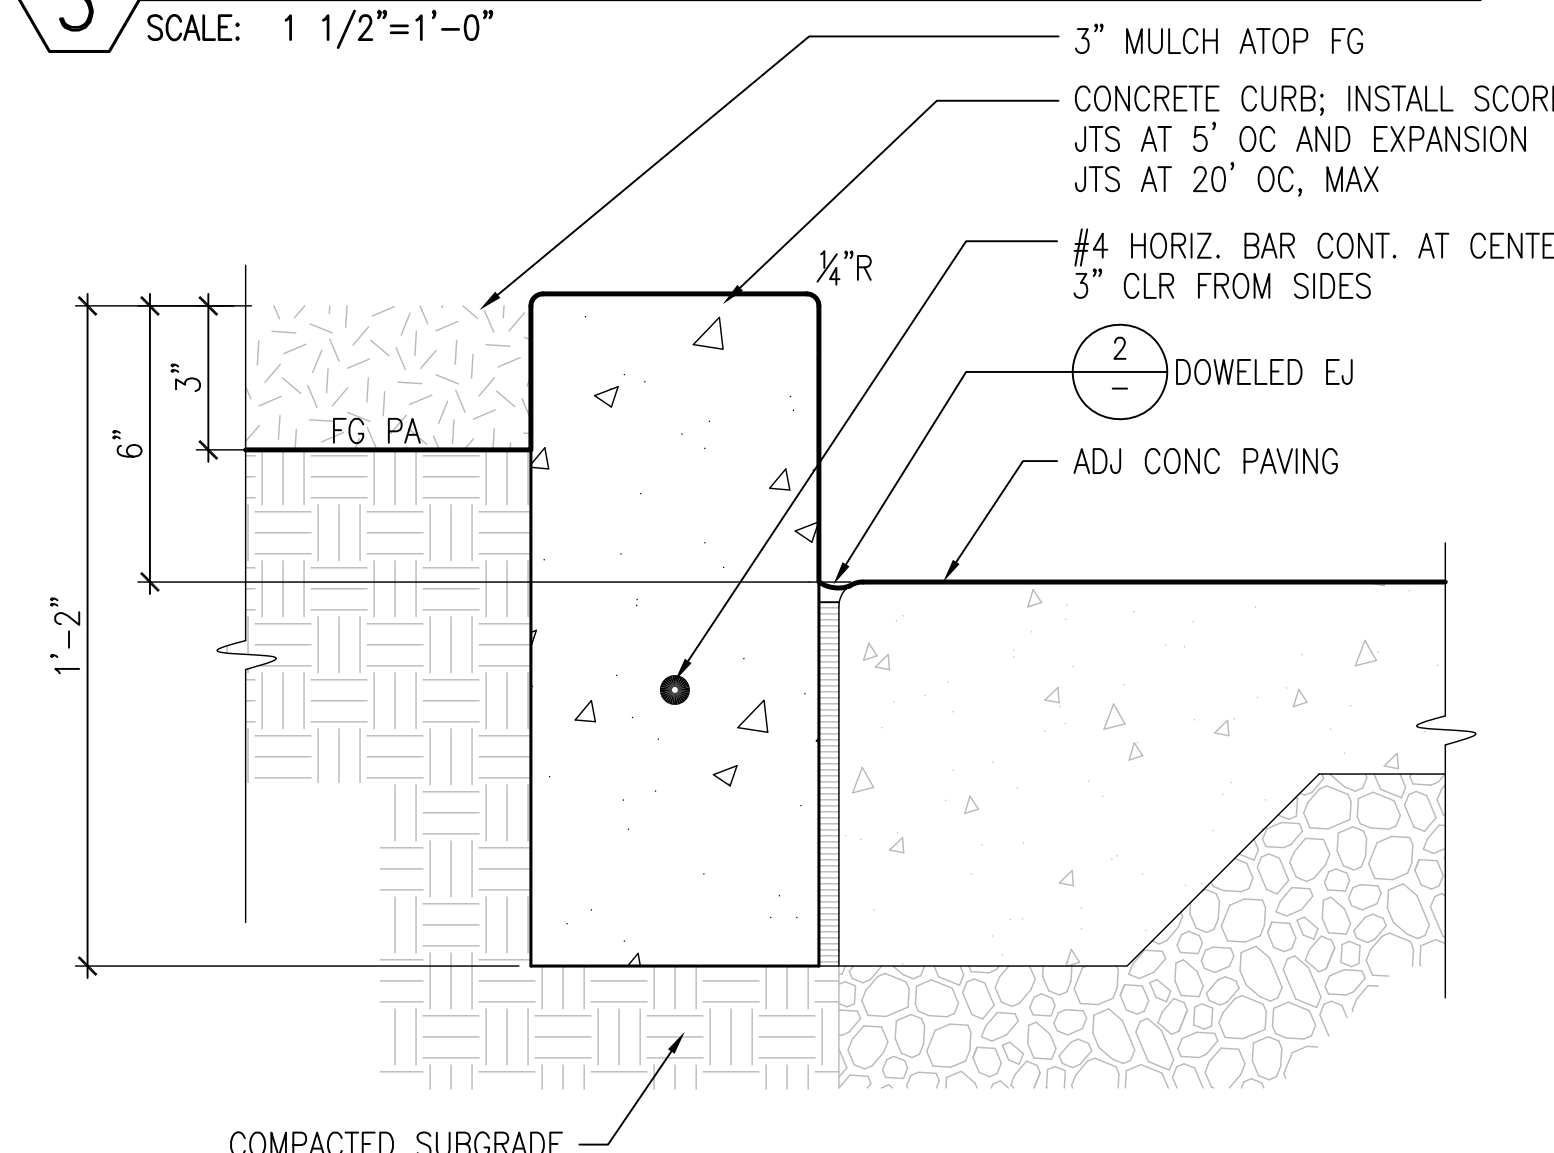 3
SCALE: 1 1/2"=1'-0"
3" MULCH ATOP FG
CONCRETE CURB; INSTALL SCORI
JTS AT 5' OC AND EXPANSION
JTS AT 20' OC, MAX
#4 HORIZ. BAR CONT. AT CENTE
3" CLR FROM SIDES
1/4"R
2
–
DOWELED EJ
3"
FG PA
6"
ADJ CONC PAVING
1'-2"
COMPACTED SUBGRADE